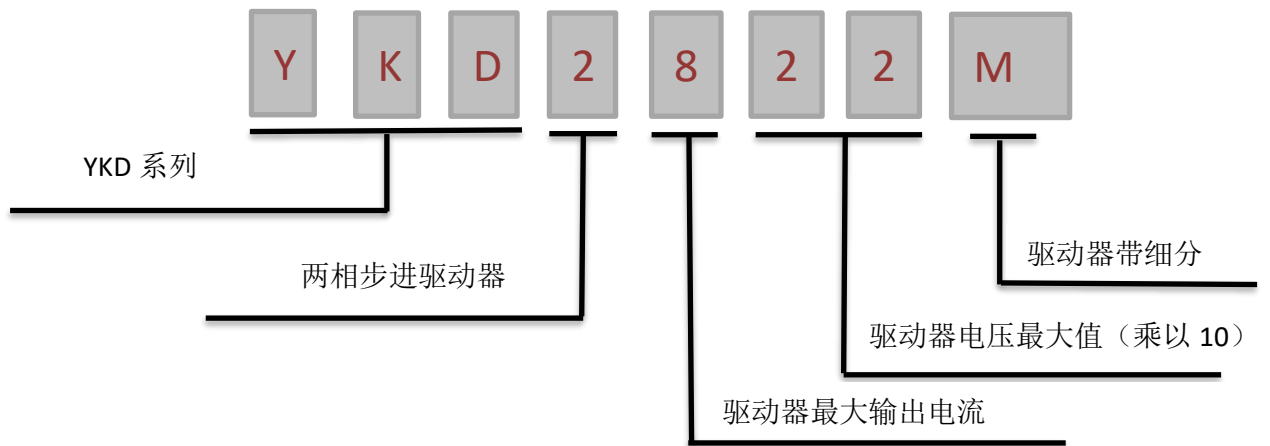 Y K D 2 8 2 2 M
YKD 系列
驱动器带细分
两相步进驱动器
驱动器电压最大值（乘以 10）
驱动器最大输出电流